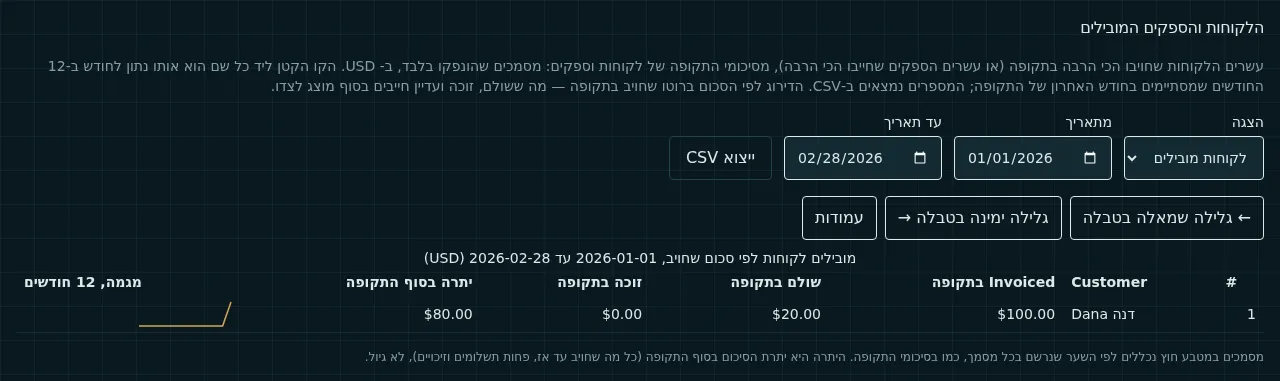 הלקוחות והספקים המובילים
עשרים הלקוחות שחויבו הכי הרבה בתקופה (או עשרים הספקים שחייבו הכי הרבה), מסיכומי התקופה של לקוחות וספקים: מסמכים שהונפקו בלבד, ב- USD. הקו הקטן ליד כל שם הוא אותו נתון לחודש ב-12
החודשים שמסתיימים בחודש האחרון של התקופה; המספרים נמצאים ב-CSV. הדירוג לפי הסכום ברוטו שחויב בתקופה — מה ששולם, זוכה ועדיין חייבים בסוף מוצג לצדו.
הצגה מתאריך עד תאריך
לקוחות מובילים 01/01/2026 02/28/2026 ייצוא CSV
← גלילה שמאלה בטבלה גלילה ימינה בטבלה → עמודות
מובילים לקוחות לפי סכום שחויב, 2026-01-01 עד 2026-02-28 (USD)
# Customer Invoiced בתקופה שולם בתקופה זוכה בתקופה יתרה בסוף התקופה מגמה, 12 חודשים
1 דנה Dana $100.00 $20.00 $0.00 $80.00
מסמכים במטבע חוץ נכללים לפי השער שנרשם בכל מסמך, כמו בסיכומי התקופה. היתרה היא יתרת הסיכום בסוף התקופה (כל מה שחויב עד אז, פחות תשלומים וזיכויים), לא גיול.